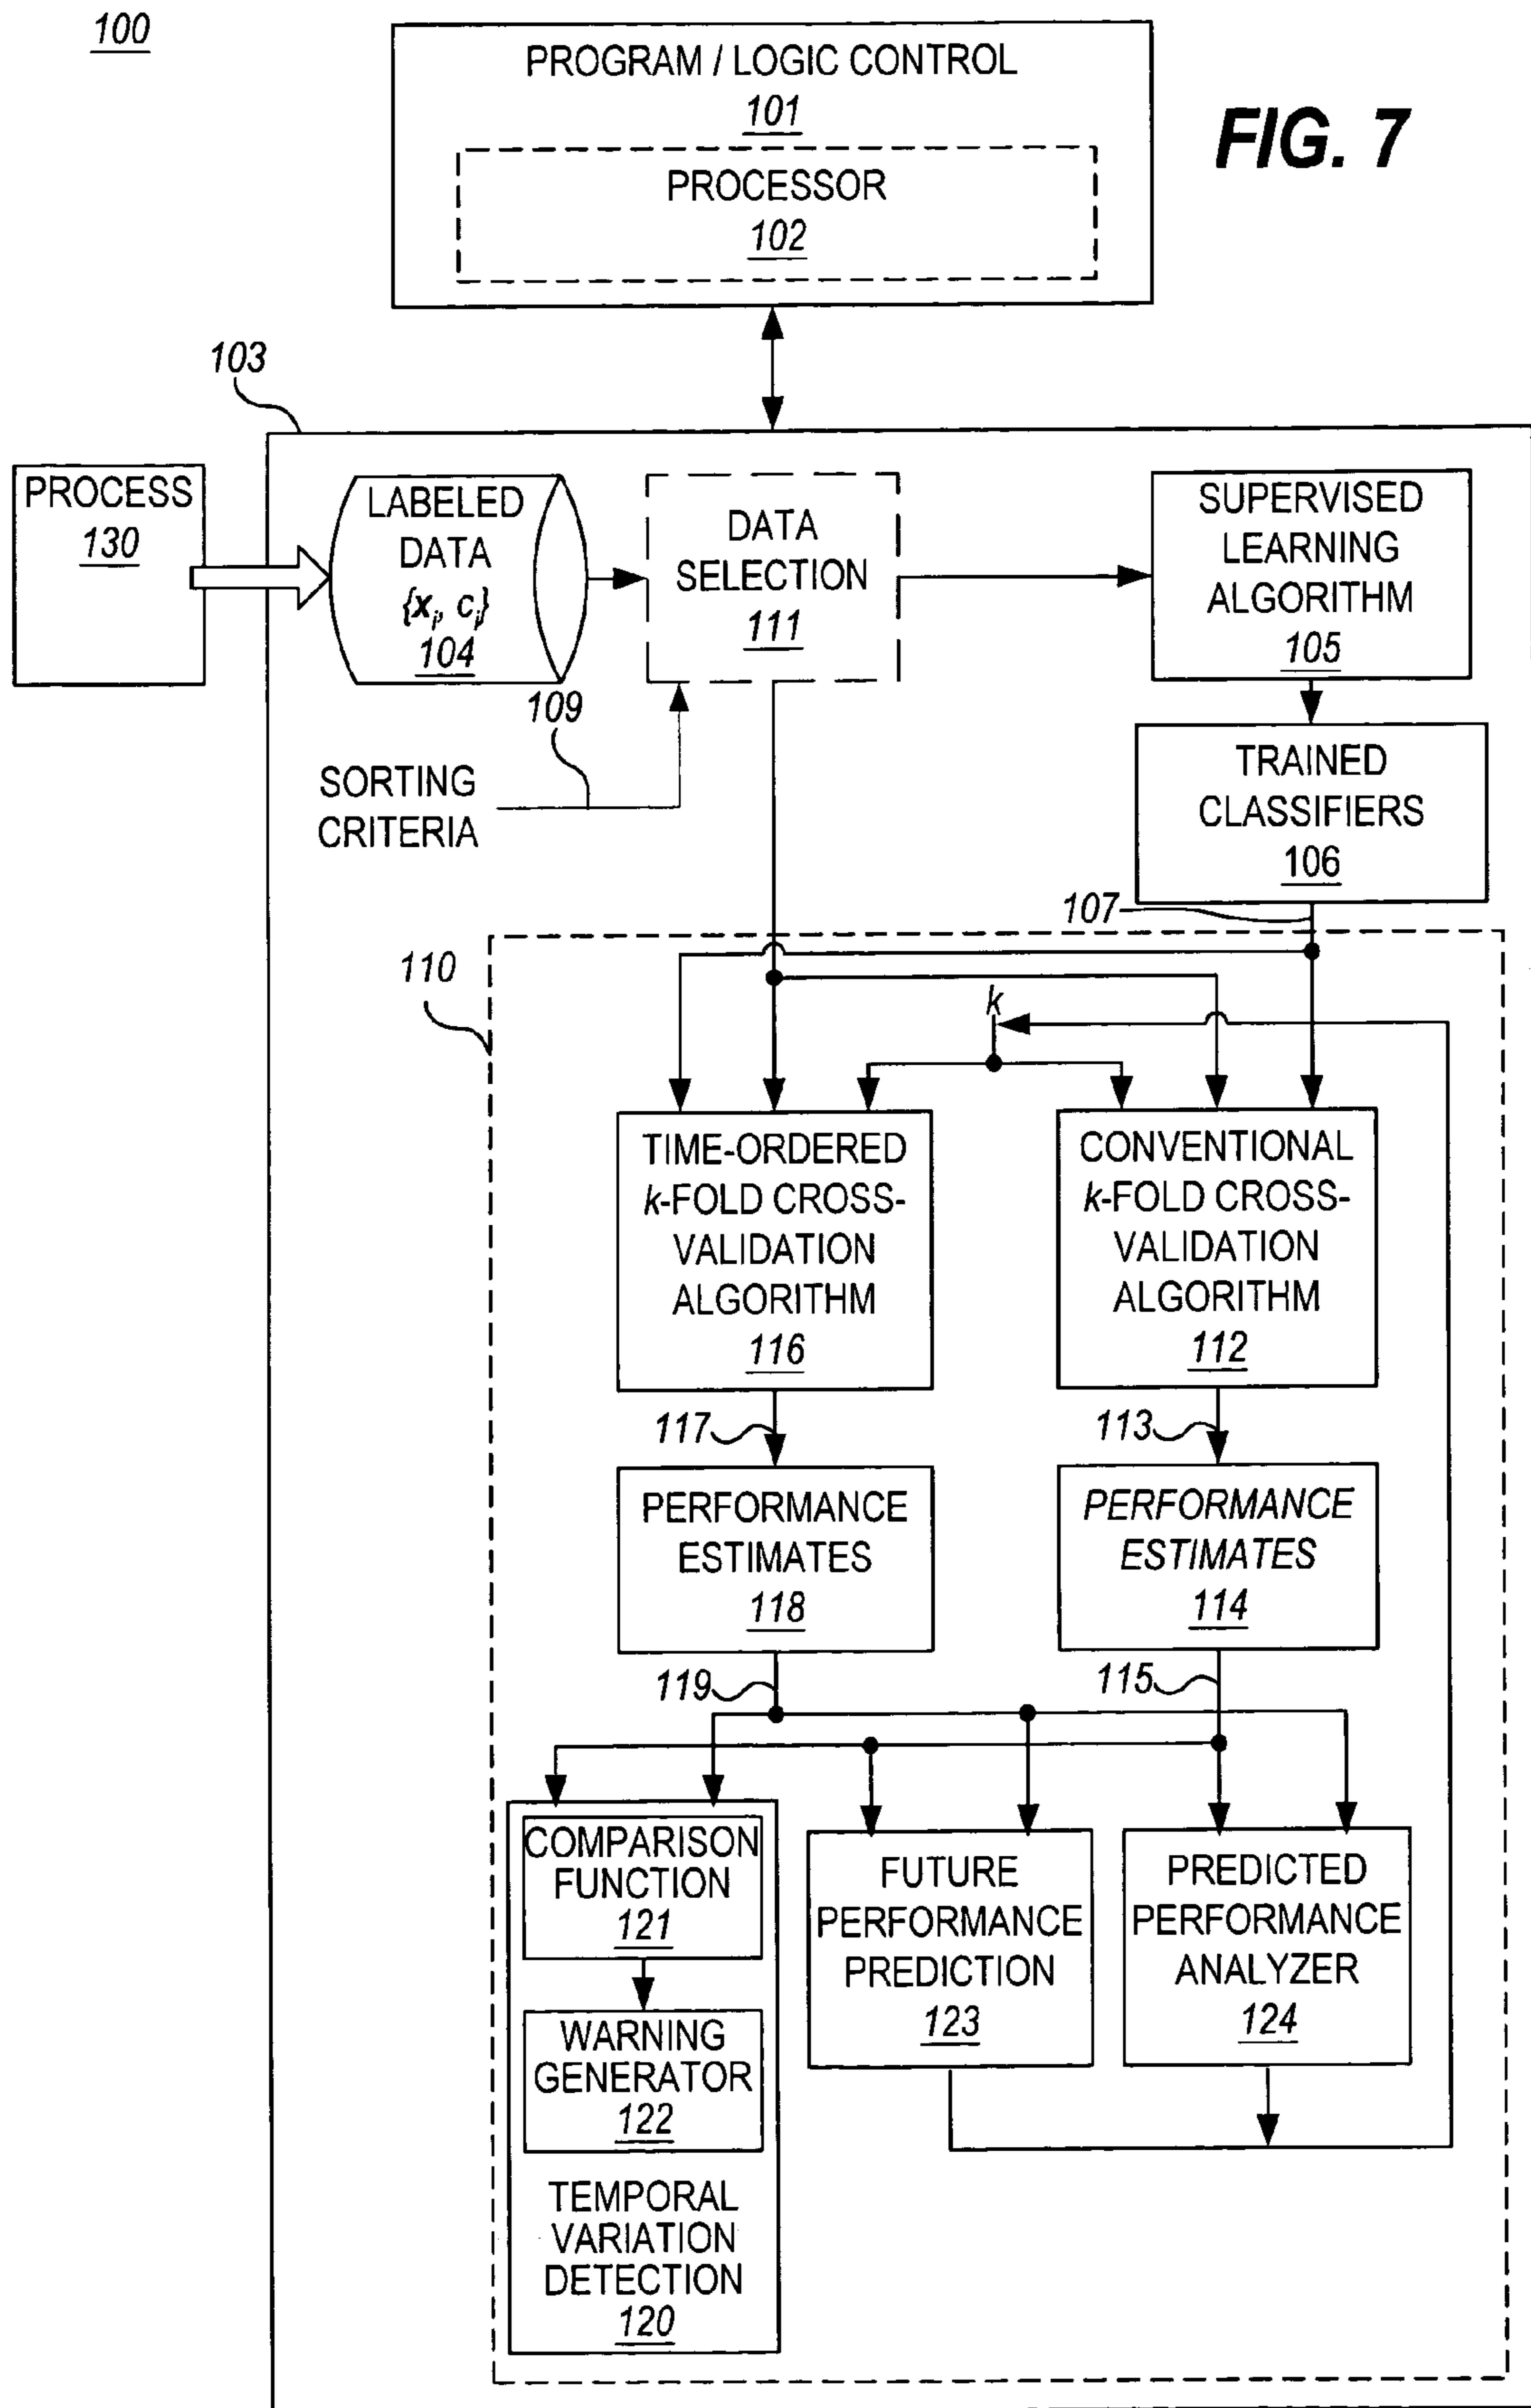 100
PROGRAM / LOGIC CONTROL
101
FIG. 7
PROCESSOR
102
103
PROCESS
130
LABELED
DATA
{x_i, c_i}
104
DATA
SELECTION
111
SUPERVISED
LEARNING
ALGORITHM
105
109
SORTING
CRITERIA
TRAINED
CLASSIFIERS
106
107
110
k
TIME-ORDERED
k-FOLD CROSS-
VALIDATION
ALGORITHM
116
CONVENTIONAL
k-FOLD CROSS-
VALIDATION
ALGORITHM
112
117
113
PERFORMANCE
ESTIMATES
118
PERFORMANCE
ESTIMATES
114
119
115
COMPARISON
FUNCTION
121
WARNING
GENERATOR
122
TEMPORAL
VARIATION
DETECTION
120
FUTURE
PERFORMANCE
PREDICTION
123
PREDICTED
PERFORMANCE
ANALYZER
124